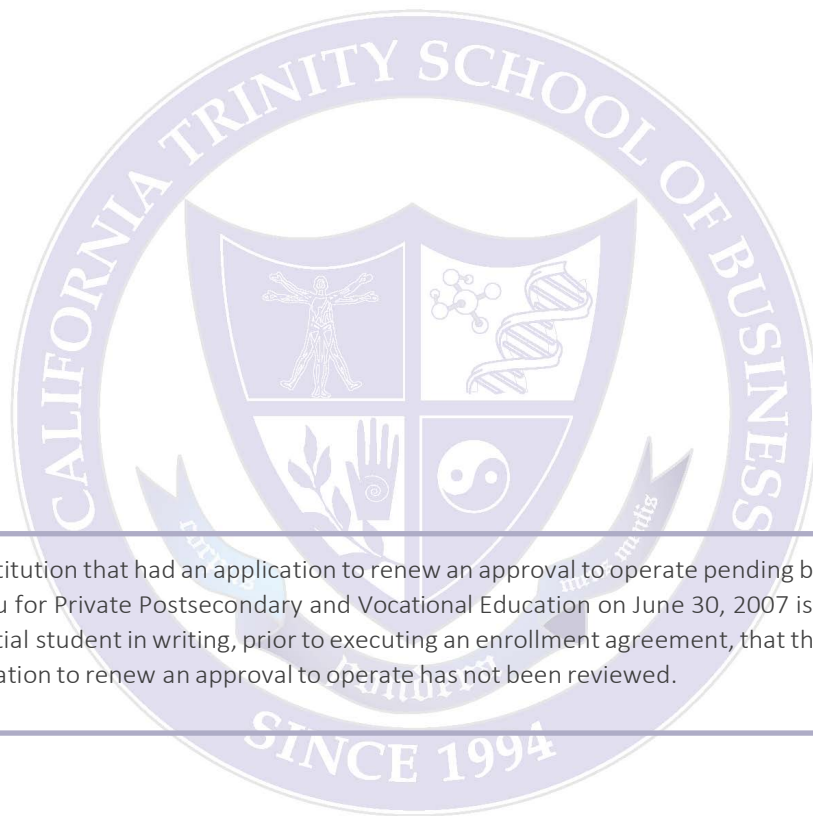 CALIFORNIA TRINITY SCHOOL OF BUSINESS
titution that had an application to renew an approval to operate pending b
u for Private Postsecondary and Vocational Education on June 30, 2007 is
tial student in writing, prior to executing an enrollment agreement, that th
ation to renew an approval to operate has not been reviewed.
SINCE 1994